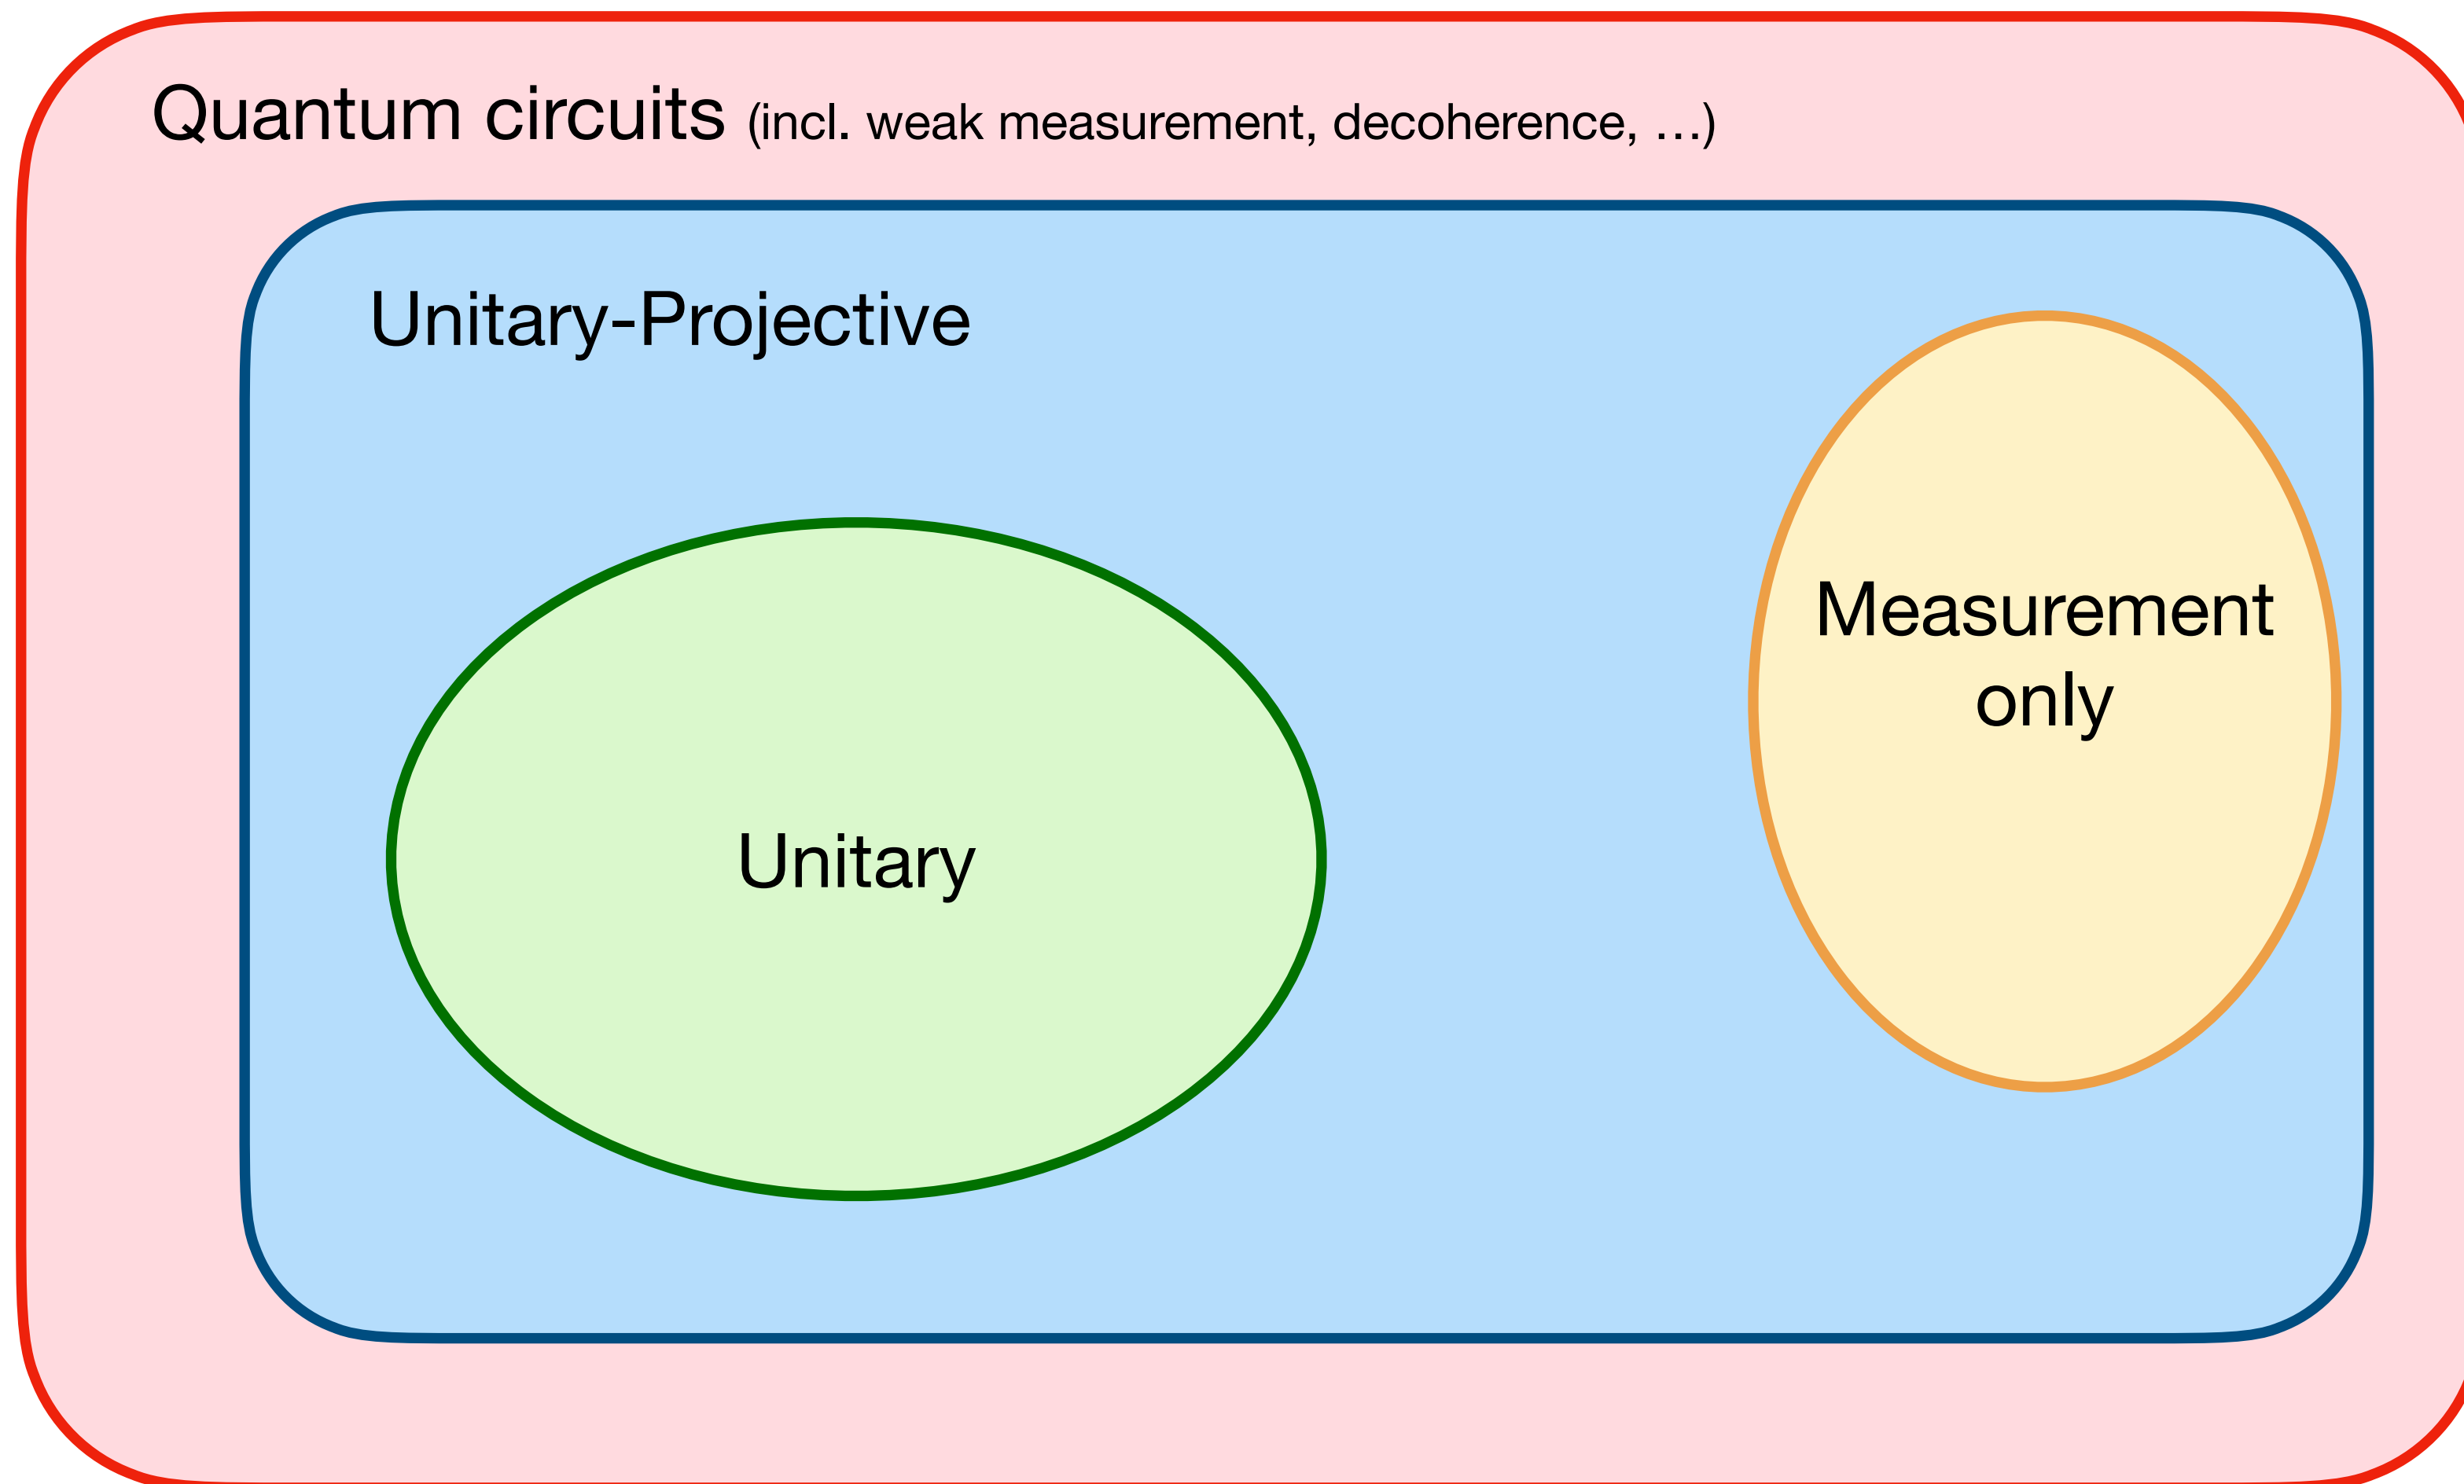 Quantum circuits (incl. weak measurement, decoherence, …)
Unitary-Projective
Measurement
only
Unitary